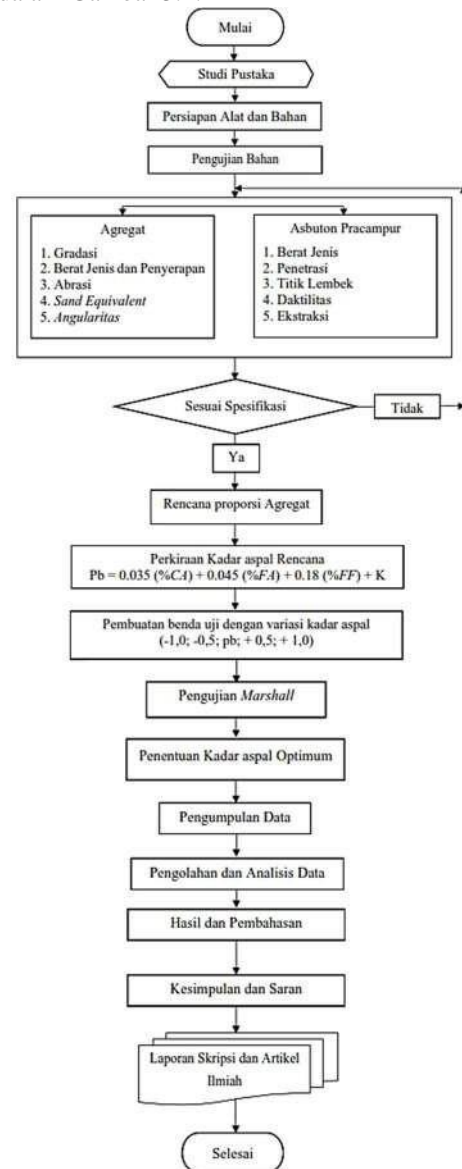 Mulai
Studi Pustaka
Persiapan Alat dan Bahan
Pengujian Bahan
Agregat
1. Gradasi
2. Berat Jenis dan Penyerapan
3. Abrasi
4. Sand Equivalent
5. Angularitas
Asbuton Pracampur
1. Berat Jenis
2. Penetrasi
3. Titik Lembek
4. Daktilitas
5. Ekstraksi
Sesuai Spesifikasi
Tidak
Ya
Rencana proporsi Agregat
Perkiraan Kadar aspal Rencana
Pb = 0.035 (%CA) + 0.045 (%FA) + 0.18 (%FF) + K
Pembuatan benda uji dengan variasi kadar aspal
(-1,0; -0,5; pb; + 0,5; + 1,0)
Pengujian Marshall
Penentuan Kadar aspal Optimum
Pengumpulan Data
Pengolahan dan Analisis Data
Hasil dan Pembahasan
Kesimpulan dan Saran
Laporan Skripsi dan Artikel
Ilmiah
Selesai